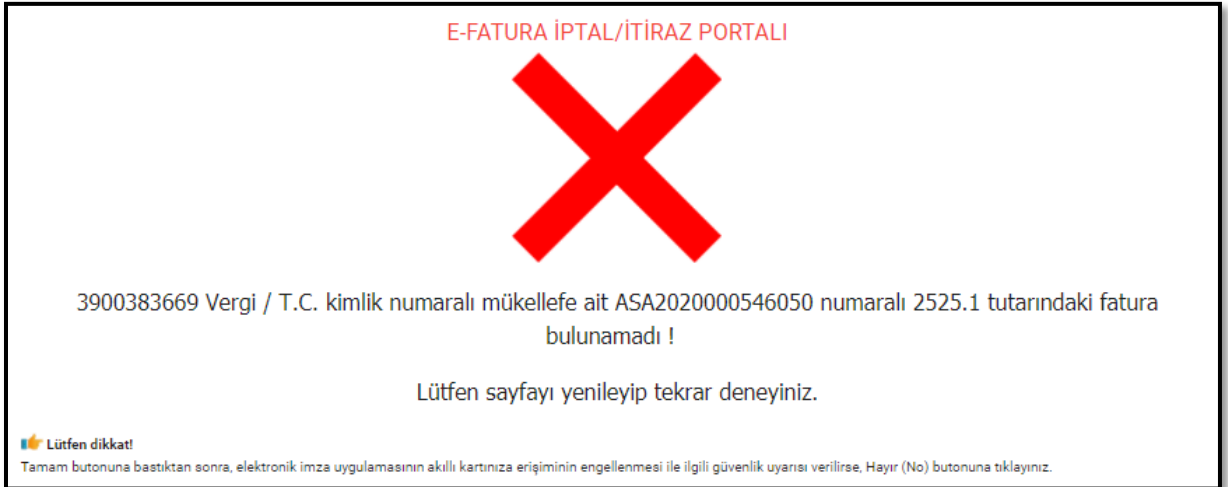 E-FATURA İPTAL/İTİRAZ PORTALI
3900383669 Vergi / T.C. kimlik numaralı mükellefe ait ASA2020000546050 numaralı 2525.1 tutarındaki fatura
bulunamadı !
Lütfen sayfayı yenileyip tekrar deneyiniz.
Lütfen dikkat!
Tamam butonuna bastıktan sonra, elektronik imza uygulamasının akıllı kartınıza erişiminin engellenmesi ile ilgili güvenlik uyarısı verilirse, Hayır (No) butonuna tıklayınız.